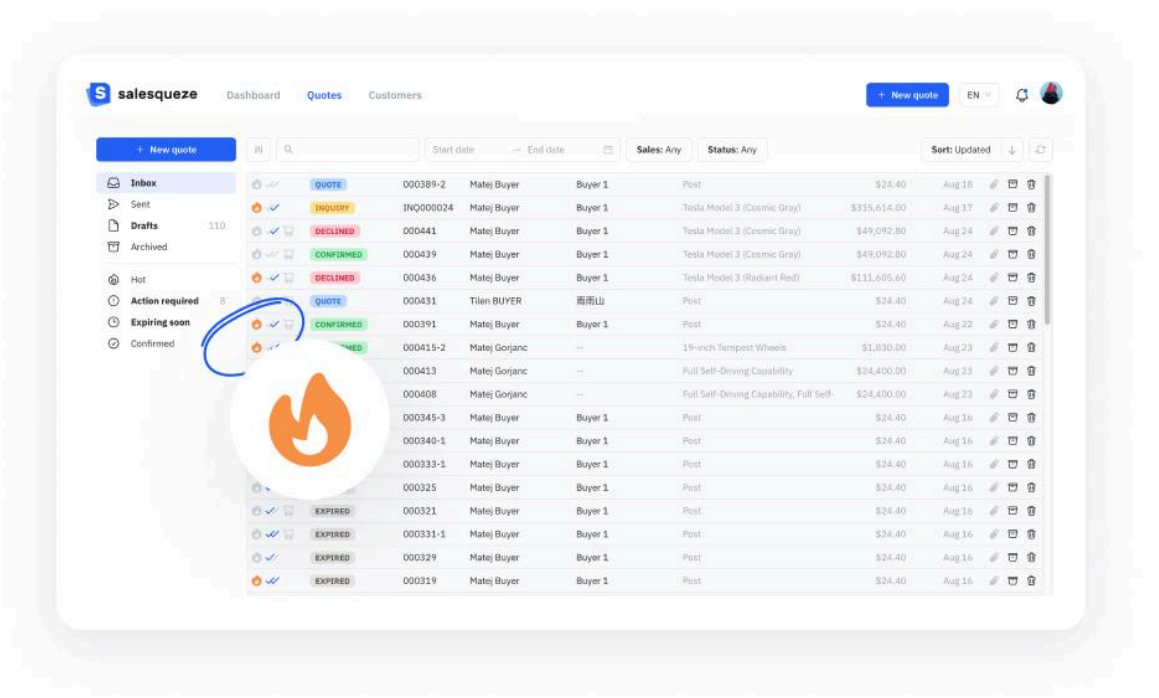 salesqueze Dashboard Quotes Customers + New quote EN
+ New quote Start date → End date Sales: Any Status: Any Sort: Updated
Inbox
Sent
Drafts 110
Archived
Hot
Action required 8
Expiring soon
Confirmed
QUOTE 000389-2 Matej Buyer Buyer 1 Post $24.40 Aug 18
INQUIRY INQ000024 Matej Buyer Buyer 1 Tesla Model 3 (Cosmic Gray) $315,614.00 Aug 17
DECLINED 000441 Matej Buyer Buyer 1 Tesla Model 3 (Cosmic Gray) $49,092.80 Aug 24
CONFIRMED 000439 Matej Buyer Buyer 1 Tesla Model 3 (Cosmic Gray) $49,092.80 Aug 24
DECLINED 000436 Matej Buyer Buyer 1 Tesla Model 3 (Radiant Red) $111,605.60 Aug 24
QUOTE 000431 Tilen BUYER 雨雨山 Post $24.40 Aug 24
CONFIRMED 000391 Matej Buyer Buyer 1 Post $24.40 Aug 22
MED 000415-2 Matej Gorjanc -- 19-inch Tempest Wheels $1,830.00 Aug 23
000413 Matej Gorjanc -- Full Self-Driving Capability $24,400.00 Aug 23
000408 Matej Gorjanc -- Full Self-Driving Capability, Full Self- $24,400.00 Aug 23
000345-3 Matej Buyer Buyer 1 Post $24.40 Aug 16
000340-1 Matej Buyer Buyer 1 Post $24.40 Aug 16
000333-1 Matej Buyer Buyer 1 Post $24.40 Aug 16
000325 Matej Buyer Buyer 1 Post $24.40 Aug 16
EXPIRED 000321 Matej Buyer Buyer 1 Post $24.40 Aug 16
EXPIRED 000331-1 Matej Buyer Buyer 1 Post $24.40 Aug 16
EXPIRED 000329 Matej Buyer Buyer 1 Post $24.40 Aug 16
EXPIRED 000319 Matej Buyer Buyer 1 Post $24.40 Aug 16